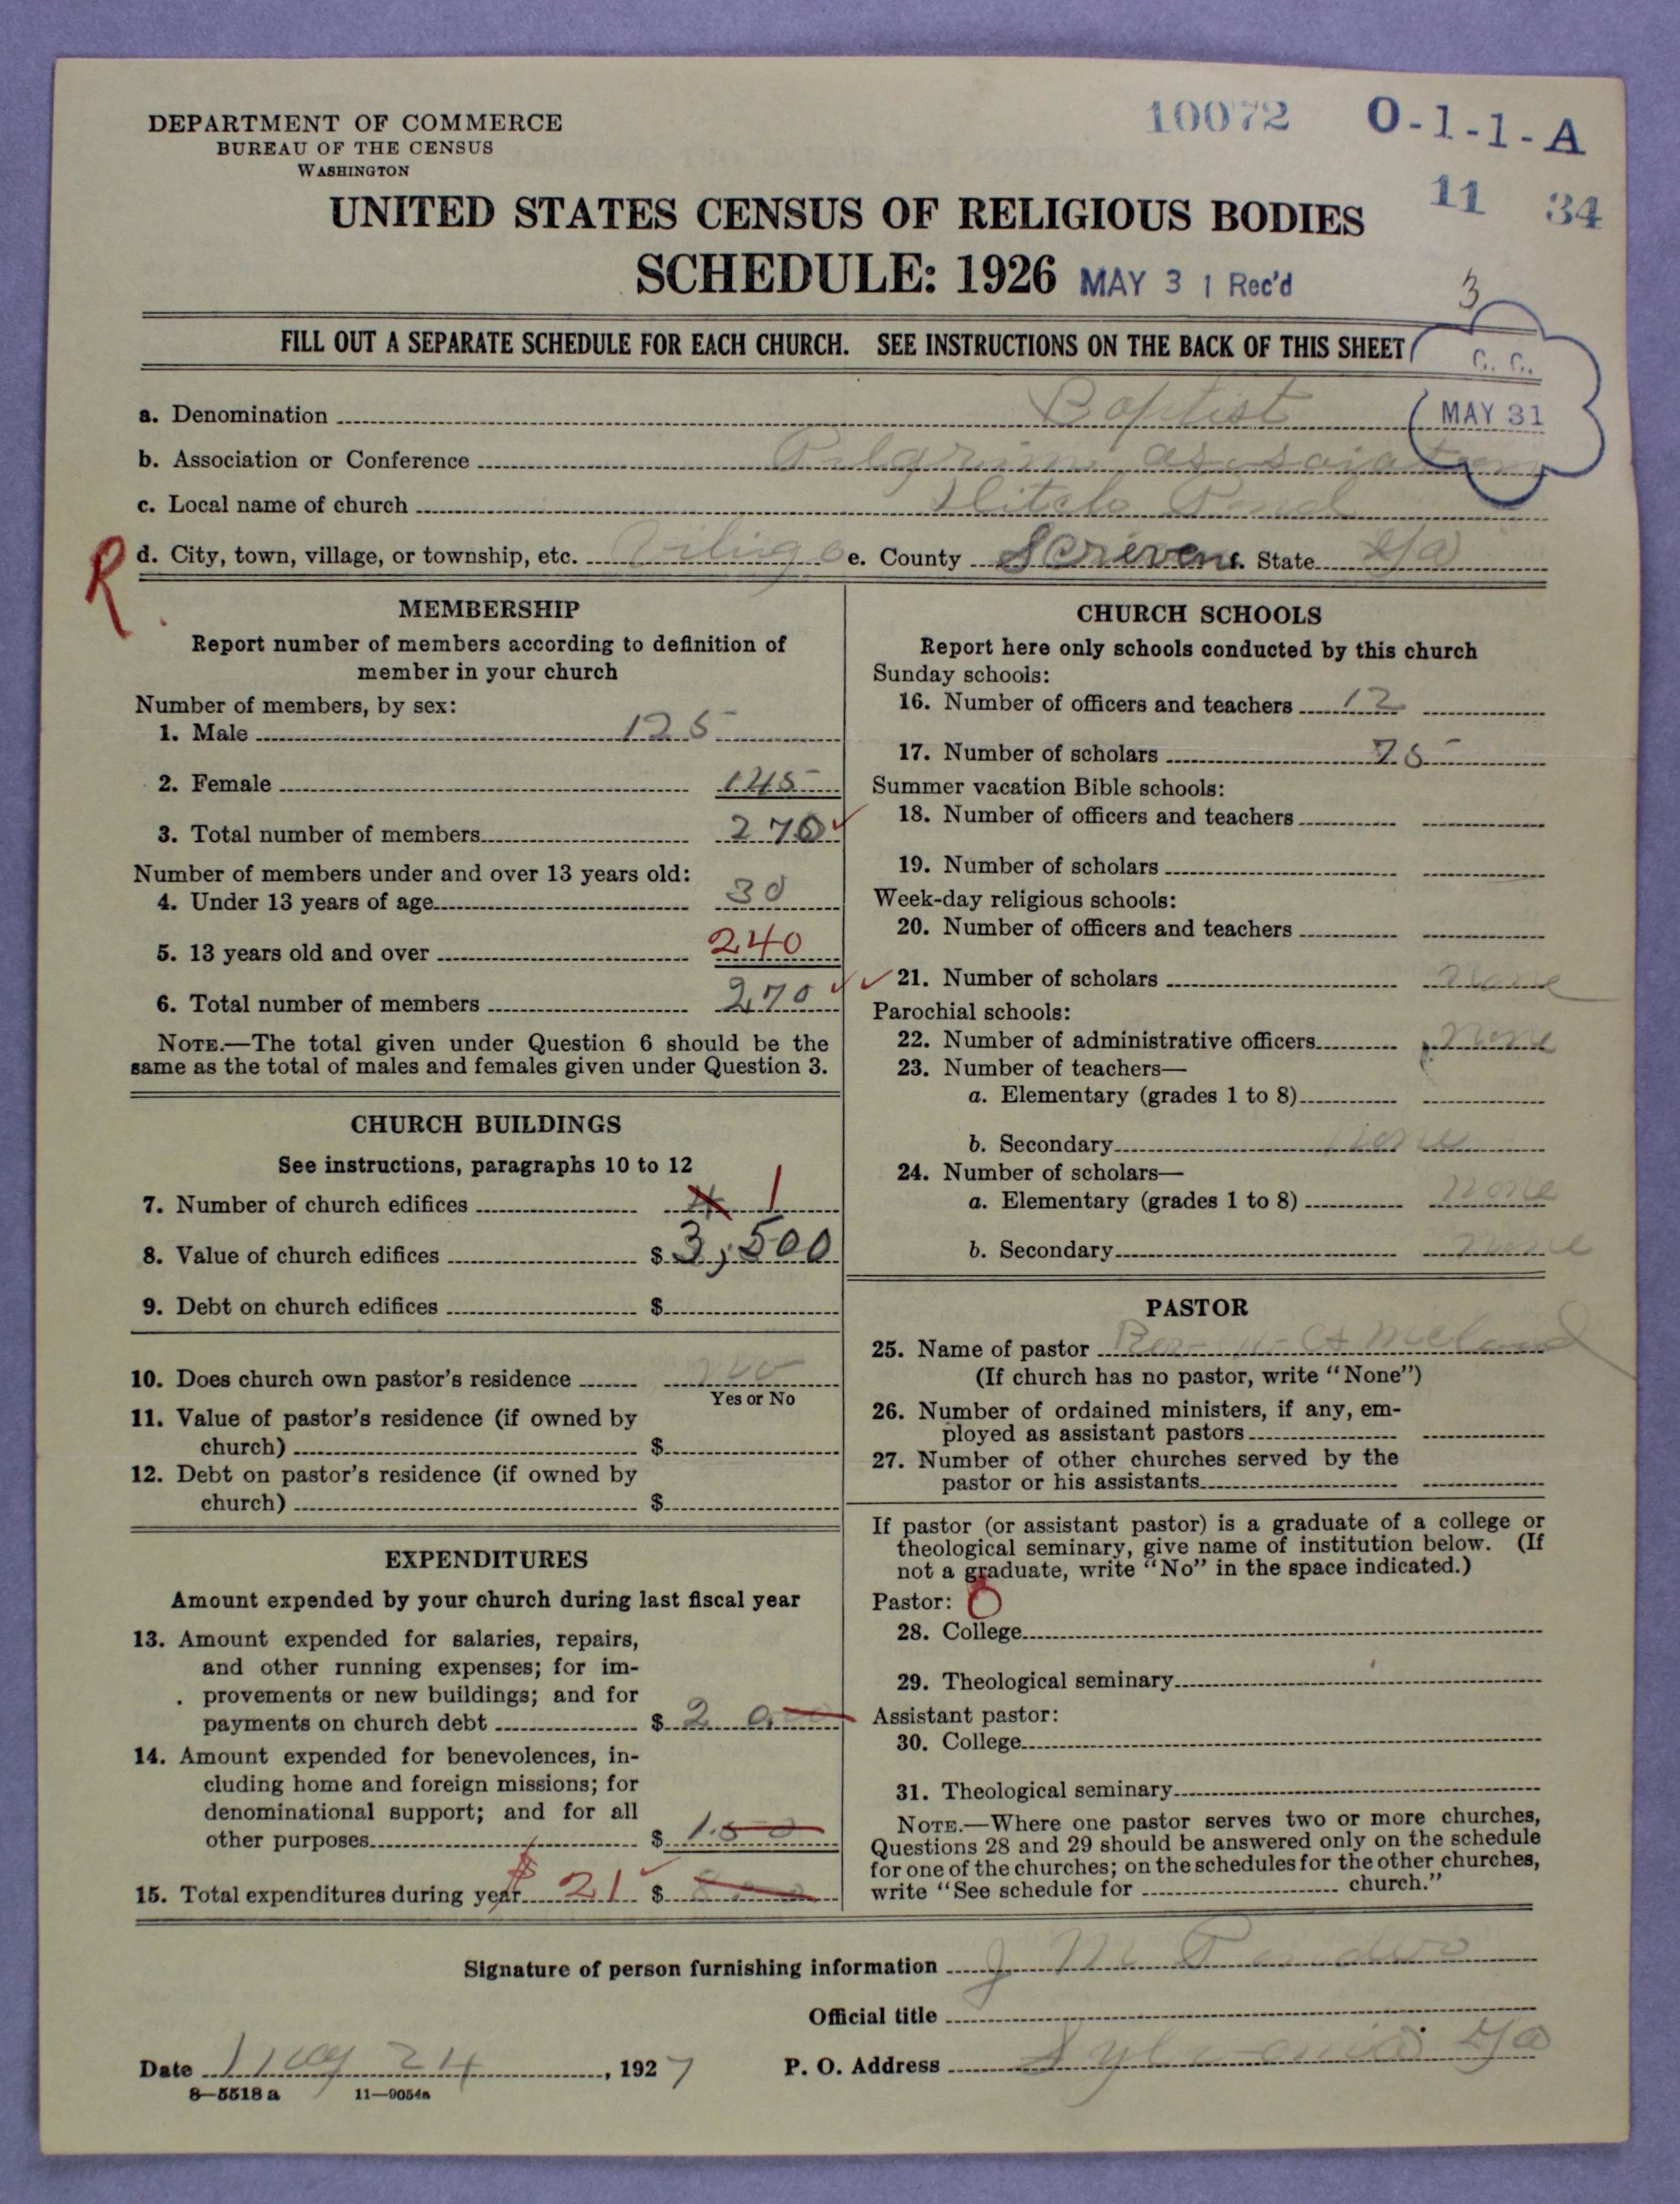 DEPARTMENT OF COMMERCE
BUREAU OF THE CENSUS
WASHINGTON
10072 O-1-1-A
11 34
UNITED STATES CENSUS OF RELIGIOUS BODIES
SCHEDULE: 1926 MAY 31 Rec'd
3
FILL OUT A SEPARATE SCHEDULE FOR EACH CHURCH. SEE INSTRUCTIONS ON THE BACK OF THIS SHEET
C. C.
MAY 31
a. Denomination Baptist
b. Association or Conference Pilgrim
c. Local name of church Pond
R
d. City, town, village, or township, etc. e. County Screven f. State Ga
MEMBERSHIP
Report number of members according to definition of
member in your church
Number of members, by sex:
1. Male 125
2. Female 145
3. Total number of members 270
Number of members under and over 13 years old:
4. Under 13 years of age 30
5. 13 years old and over 240
6. Total number of members 270
NOTE.—The total given under Question 6 should be the
same as the total of males and females given under Question 3.
CHURCH BUILDINGS
See instructions, paragraphs 10 to 12
7. Number of church edifices 1
8. Value of church edifices $ 3,500
9. Debt on church edifices $
10. Does church own pastor's residence no
Yes or No
11. Value of pastor's residence (if owned by
church) $
12. Debt on pastor's residence (if owned by
church) $
EXPENDITURES
Amount expended by your church during last fiscal year
13. Amount expended for salaries, repairs,
and other running expenses; for im-
provements or new buildings; and for
payments on church debt $ 2 0
14. Amount expended for benevolences, in-
cluding home and foreign missions; for
denominational support; and for all
other purposes $ 1.50
15. Total expenditures during year $ 21 $
CHURCH SCHOOLS
Report here only schools conducted by this church
Sunday schools:
16. Number of officers and teachers 12
17. Number of scholars 75
Summer vacation Bible schools:
18. Number of officers and teachers
19. Number of scholars
Week-day religious schools:
20. Number of officers and teachers
21. Number of scholars none
Parochial schools:
22. Number of administrative officers none
23. Number of teachers—
a. Elementary (grades 1 to 8)
b. Secondary none
24. Number of scholars—
a. Elementary (grades 1 to 8) none
b. Secondary none
PASTOR
25. Name of pastor
(If church has no pastor, write "None")
26. Number of ordained ministers, if any, em-
ployed as assistant pastors
27. Number of other churches served by the
pastor or his assistants
If pastor (or assistant pastor) is a graduate of a college or
theological seminary, give name of institution below. (If
not a graduate, write "No" in the space indicated.)
Pastor: 0
28. College
29. Theological seminary
Assistant pastor:
30. College
31. Theological seminary
NOTE.—Where one pastor serves two or more churches,
Questions 28 and 29 should be answered only on the schedule
for one of the churches; on the schedules for the other churches,
write "See schedule for church."
Signature of person furnishing information J M
Official title
Date May 24, 1927 P. O. Address Sylvania Ga
8—5518 a 11—9054a